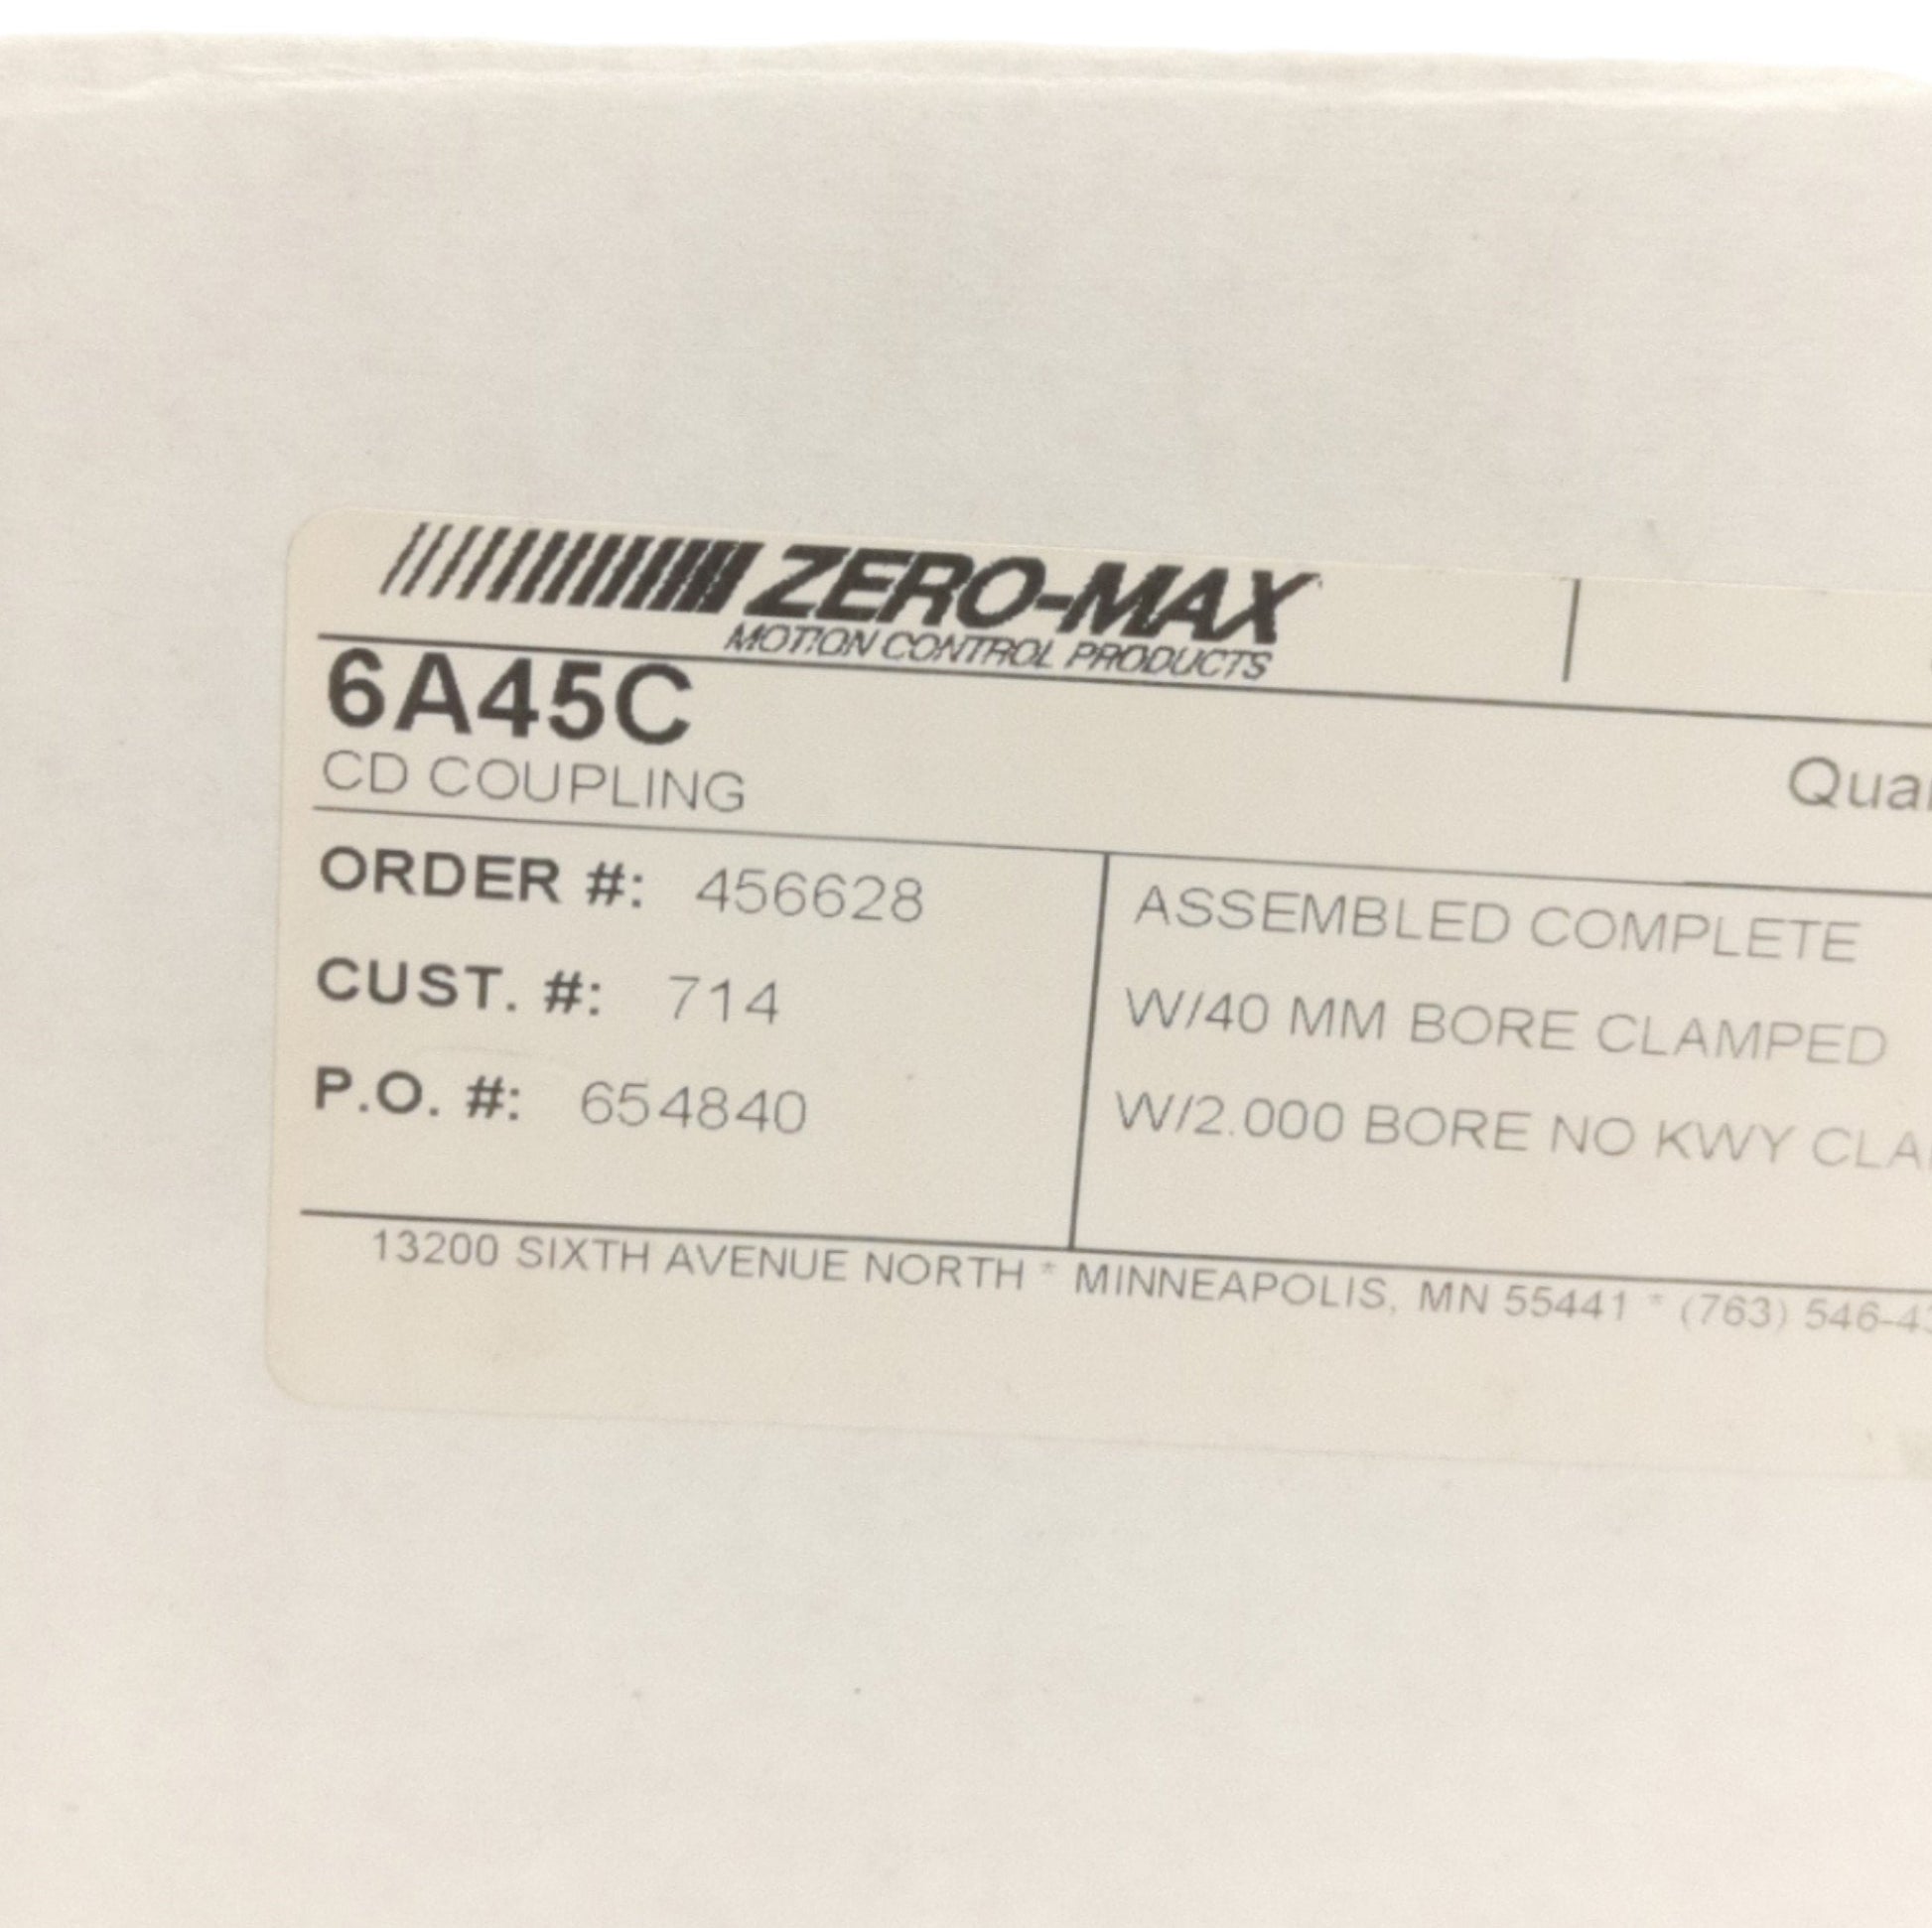 ZERO-MAX
MOTION CONTROL PRODUCTS
6A45C
CD COUPLING
ORDER #: 456628
CUST. #: 714
P.O. #: 654840
ASSEMBLED COMPLETE
W/40 MM BORE CLAMPED
W/2.000 BORE NO KWY
13200 SIXTH AVENUE NORTH * MINNEAPOLIS, MN 55441 * (763)